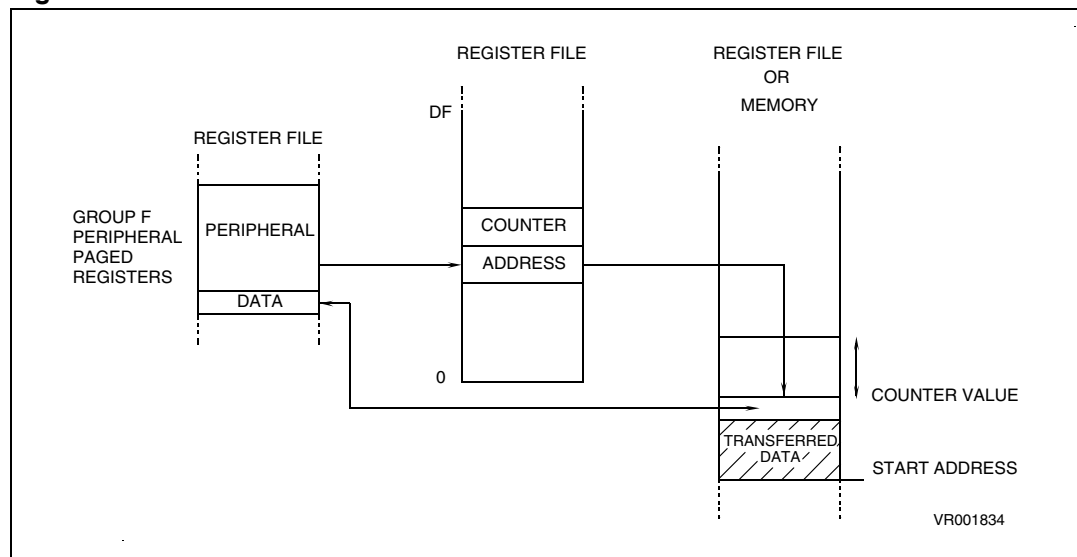 REGISTER FILE
REGISTER FILE
OR
MEMORY
DF
REGISTER FILE
GROUP F
PERIPHERAL
PAGED
REGISTERS
PERIPHERAL
DATA
COUNTER
ADDRESS
0
COUNTER VALUE
TRANSFERRED
DATA
START ADDRESS
VR001834